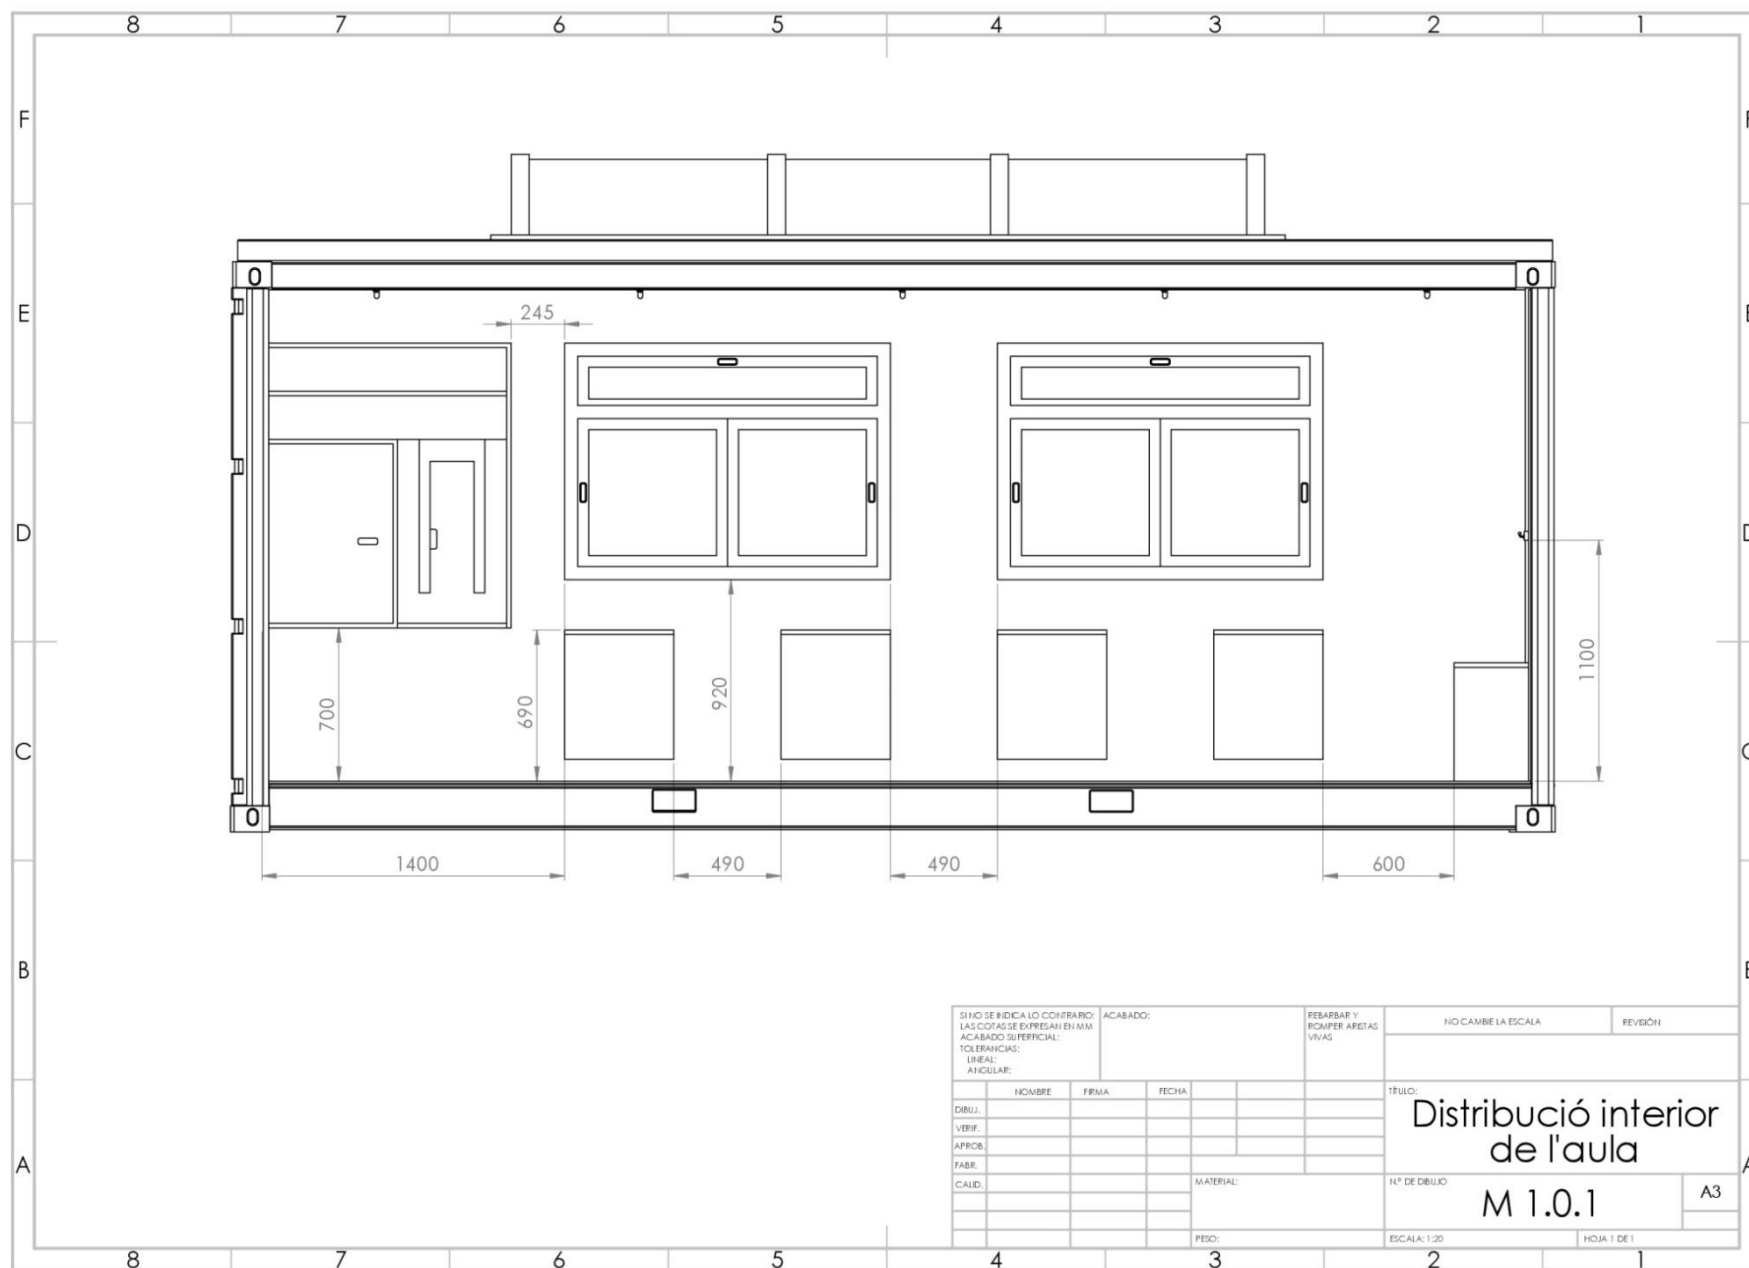 8 7 6 5 4 3 2 1
F
E
D
C
B
A
245
700
690
920
1100
1400 490 490 600
SI NO SE INDICA LO CONTRARIO:
LAS COTAS SE EXPRESAN EN MM
ACABADO SUPERFICIAL:
TOLERANCIAS:
LINEAL:
ANGULAR:
ACABADO:
REBARBAR Y
ROMPER ARISTAS
VIVAS
NO CAMBIE LA ESCALA
REVISIÓN
NOMBRE FIRMA FECHA
DIBUJ.
VERIF.
APROB.
FABR.
CALID.
TÍTULO:
Distribució interior
de l'aula
MATERIAL:
N.º DE DIBUJO
M 1.0.1
A3
PESO:
ESCALA: 1:20
HOJA 1 DE 1
8 7 6 5 4 3 2 1